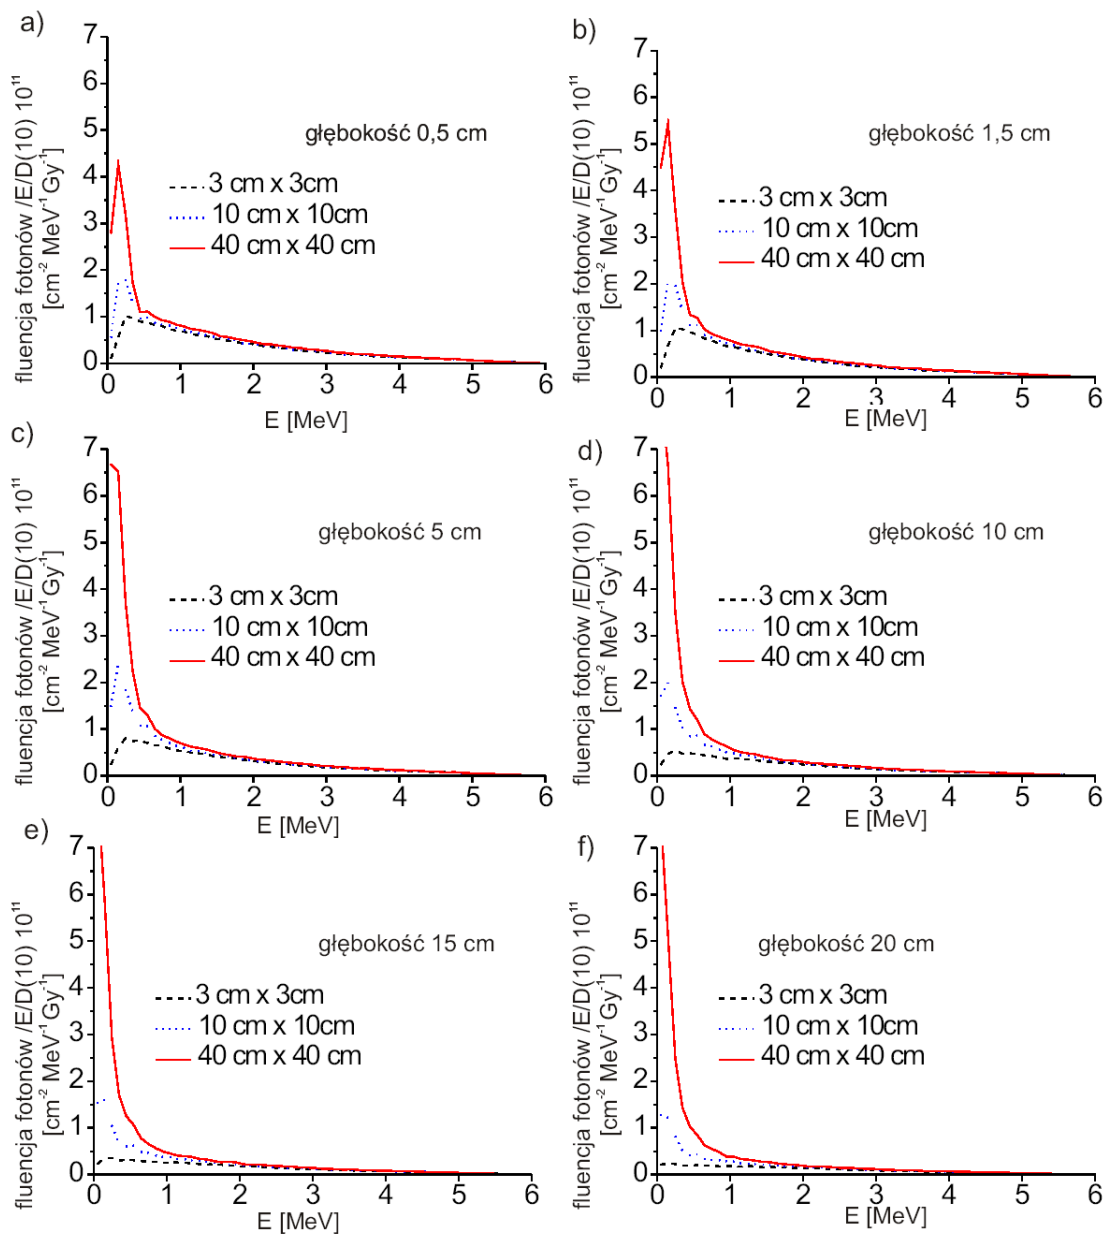 a)
fluencja fotonów /E/D(10) 10¹¹
[cm⁻² MeV⁻¹Gy⁻¹]
7
6
5
4
3
2
1
0
głębokość 0,5 cm
3 cm x 3cm
10 cm x 10cm
40 cm x 40 cm
0 1 2 3 4 5 6
E [MeV]
b)
fluencja fotonów /E/D(10) 10¹¹
[cm⁻² MeV⁻¹Gy⁻¹]
7
6
5
4
3
2
1
0
głębokość 1,5 cm
3 cm x 3cm
10 cm x 10cm
40 cm x 40 cm
0 1 2 3 4 5 6
E [MeV]
c)
fluencja fotonów /E/D(10) 10¹¹
[cm⁻² MeV⁻¹Gy⁻¹]
7
6
5
4
3
2
1
0
głębokość 5 cm
3 cm x 3cm
10 cm x 10cm
40 cm x 40 cm
0 1 2 3 4 5 6
E [MeV]
d)
fluencja fotonów /E/D(10) 10¹¹
[cm⁻² MeV⁻¹Gy⁻¹]
7
6
5
4
3
2
1
0
głębokość 10 cm
3 cm x 3cm
10 cm x 10cm
40 cm x 40 cm
0 1 2 3 4 5 6
E [MeV]
e)
fluencja fotonów /E/D(10) 10¹¹
[cm⁻² MeV⁻¹Gy⁻¹]
7
6
5
4
3
2
1
0
głębokość 15 cm
3 cm x 3cm
10 cm x 10cm
40 cm x 40 cm
0 1 2 3 4 5 6
E [MeV]
f)
fluencja fotonów /E/D(10) 10¹¹
[cm⁻² MeV⁻¹Gy⁻¹]
7
6
5
4
3
2
1
0
głębokość 20 cm
3 cm x 3cm
10 cm x 10cm
40 cm x 40 cm
0 1 2 3 4 5 6
E [MeV]